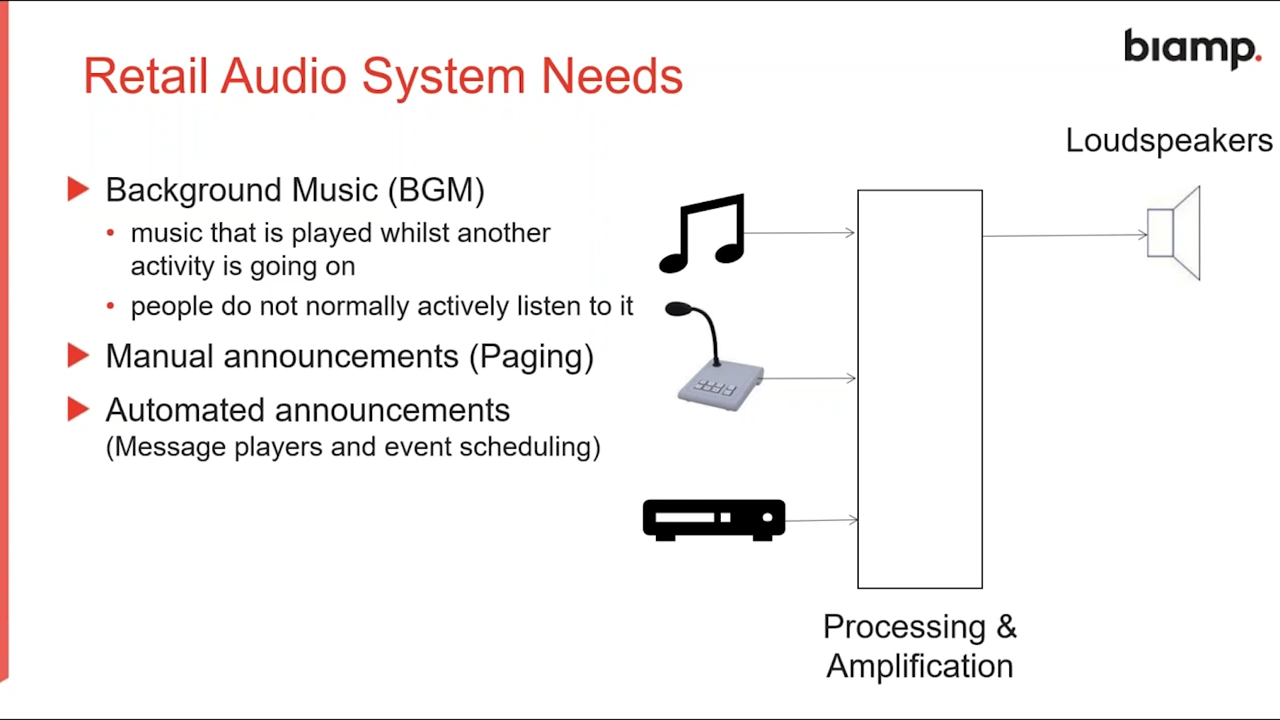 biamp.
Retail Audio System Needs
Loudspeakers
Background Music (BGM)
music that is played whilst another
activity is going on
people do not normally actively listen to it
Manual announcements (Paging)
Automated announcements
(Message players and event scheduling)
Processing &
Amplification